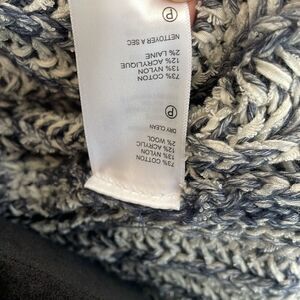 73% COTTON
13% NYLON
12% ACRYLIC
2% WOOL
DRY CLEAN
P
73% COTON
13% NYLON
12% ACRYLIQUE
2% LAINE
NETTOYER A SEC
P